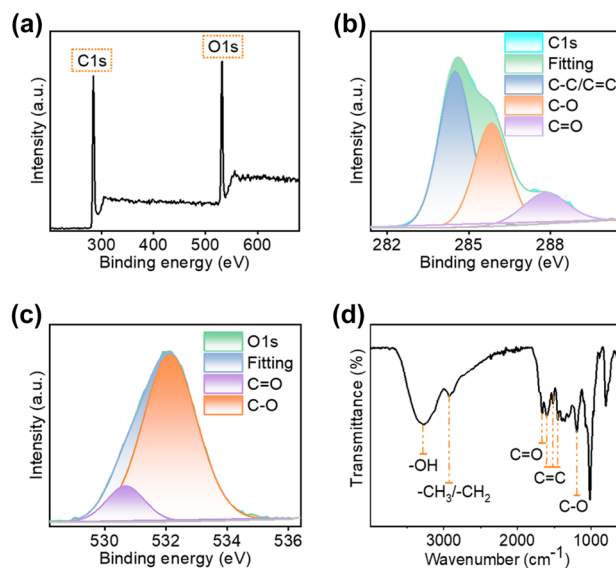 (a)
C1s
O1s
Intensity (a.u.)
300 400 500 600
Binding energy (eV)
(b)
C1s
Fitting
C-C/C=C
C-O
C=O
Intensity (a.u.)
282 285 288
Binding energy (eV)
(c)
O1s
Fitting
C=O
C-O
Intensity (a.u.)
530 532 534 536
Binding energy (eV)
(d)
Transmittance (%)
-OH
-CH3/-CH2
C=O
C=C
C-O
3000 2000 1000
Wavenumber (cm⁻¹)